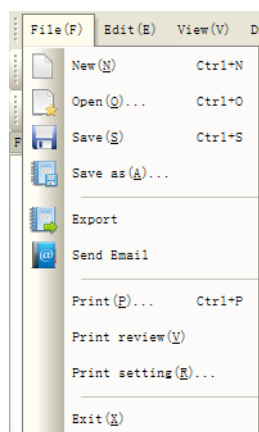 File(F) Edit(E) View(V) D
New(N) Ctrl+N
Open(O)... Ctrl+O
F
Save(S) Ctrl+S
Save as(A)...
Export
@ Send Email
Print(P)... Ctrl+P
Print review(V)
Print setting(R)...
Exit(X)